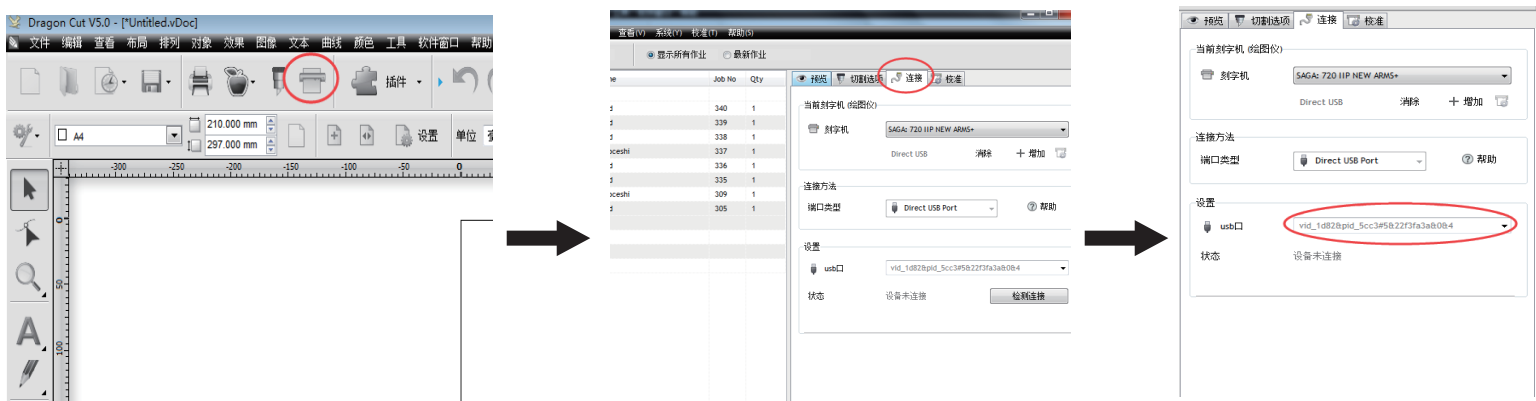 Dragon Cut V5.0 - [*Untitled.vDoc]
文件 编辑 查看 布局 排列 对象 效果 图像 文本 曲线 颜色 工具 软件窗口 帮助
插件
A4
210.000 mm
297.000 mm
设置
单位
-300 -250 -200 -150 -100 -50 0
0
50
100
查看(V) 系统(Y) 校准(T) 帮助(S)
显示所有作业 最新作业
Job No Qty
340 1
339 1
338 1
oceshi 337 1
336 1
335 1
oceshi 309 1
305 1
预览 切割选项 连接 校准
当前刻字机 (绘图仪)
刻字机 SAGA: 720 IIP NEW ARM5+
Direct USB 消除 增加
连接方法
端口类型 Direct USB Port 帮助
设置
usb口 vid_1d82&pid_5cc3#5&22f3fa3a&0&4
状态 设备未连接 检测连接
预览 切割选项 连接 校准
当前刻字机 (绘图仪)
刻字机 SAGA: 720 IIP NEW ARM5+
Direct USB 消除 增加
连接方法
端口类型 Direct USB Port 帮助
设置
usb口 vid_1d82&pid_5cc3#5&22f3fa3a&0&4
状态 设备未连接